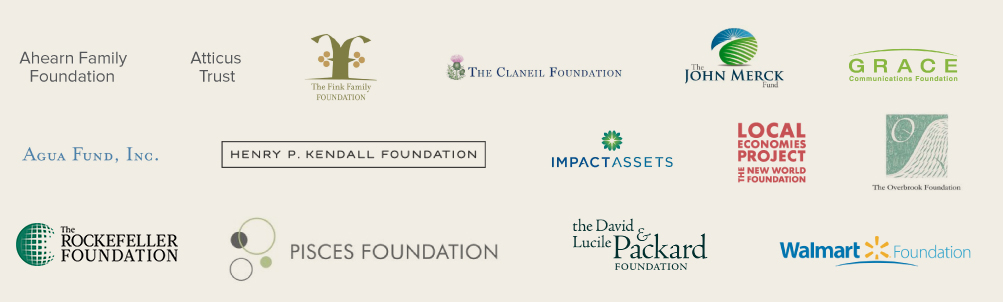 Ahearn Family
Foundation
Atticus
Trust
The Fink Family
FOUNDATION
THE CLANEIL FOUNDATION
The
JOHN MERCK
Fund
GRACE
Communications Foundation
AGUA FUND, INC.
HENRY P. KENDALL FOUNDATION
IMPACTASSETS
LOCAL
ECONOMIES
PROJECT
THE NEW WORLD
FOUNDATION
O
The Overbrook Foundation
The
ROCKEFELLER
FOUNDATION
PISCES FOUNDATION
the David
& Lucile Packard
FOUNDATION
Walmart Foundation